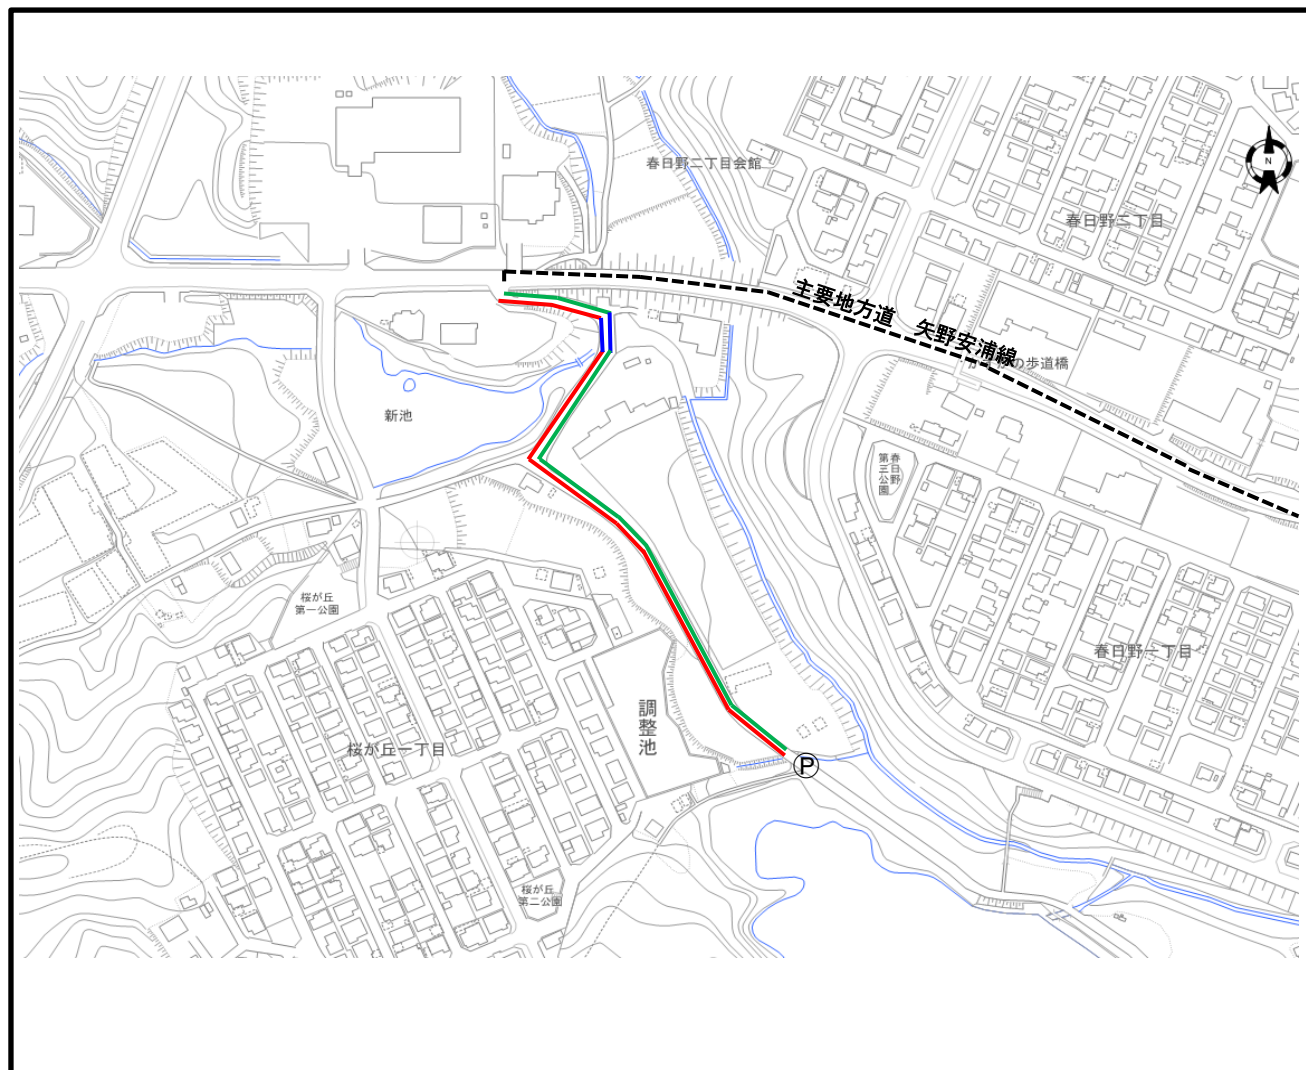 春日野二丁目会館
N
春日野二丁目
主要地方道 矢野安浦線
の歩道橋
新池
春日野
第三公園
桜が丘
第一公園
春日野一丁目
調整池
桜が丘一丁目
P
桜が丘
第二公園